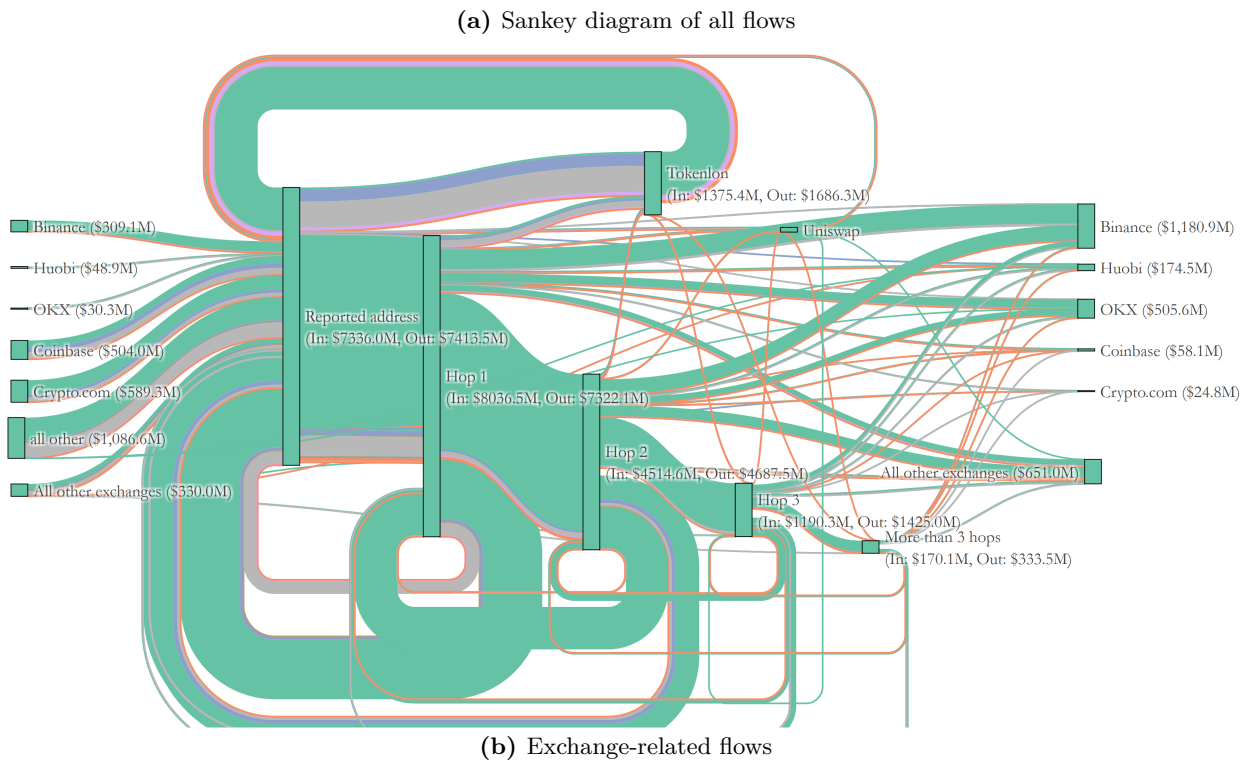 (a) Sankey diagram of all flows
Tokenlon
(In: $1375.4M, Out: $1686.3M)
Binance ($309.1M)
Uniswap
Binance ($1,180.9M)
Huobi ($48.9M)
Huobi ($174.5M)
OKX ($30.3M)
OKX ($505.6M)
Reported address
(In: $7336.0M, Out: $7413.5M)
Coinbase ($504.0M)
Coinbase ($58.1M)
Hop 1
(In: $8036.5M, Out: $7322.1M)
Crypto.com ($589.3M)
Crypto.com ($24.8M)
all other ($1,086.6M)
Hop 2
(In: $4514.6M, Out: $4687.5M)
All other exchanges ($651.0M)
All other exchanges ($330.0M)
Hop 3
(In: $1190.3M, Out: $1425.0M)
More than 3 hops
(In: $170.1M, Out: $333.5M)
(b) Exchange-related flows